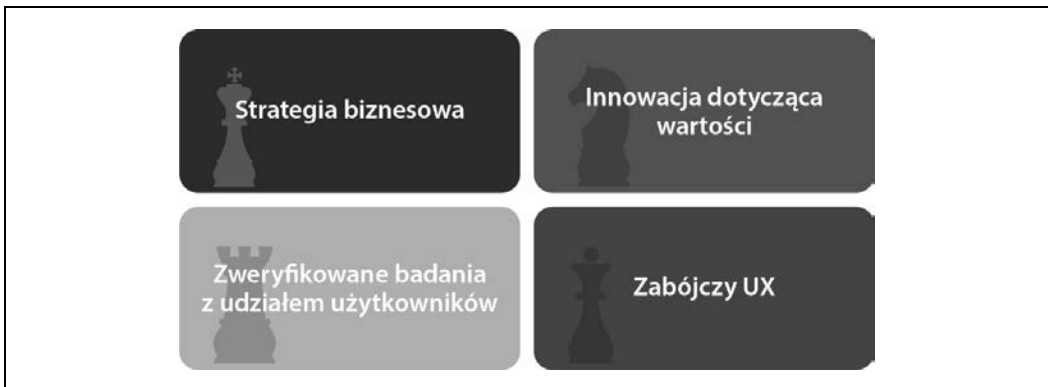 Strategia biznesowa
Innowacja dotycząca
wartości
Zweryfikowane badania
z udziałem użytkowników
Zabójczy UX